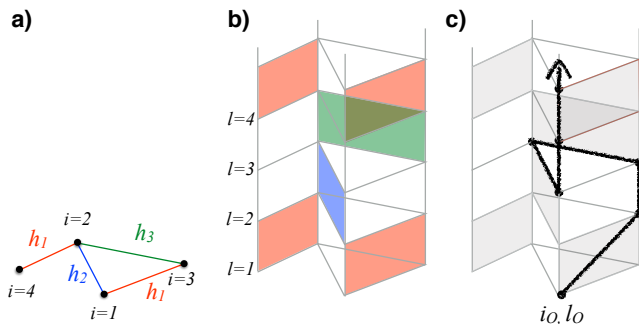 a)
b)
c)
l=4
l=3
l=2
l=1
i=2
h1
h3
h2
i=4
h1
i=3
i=1
iO, lO